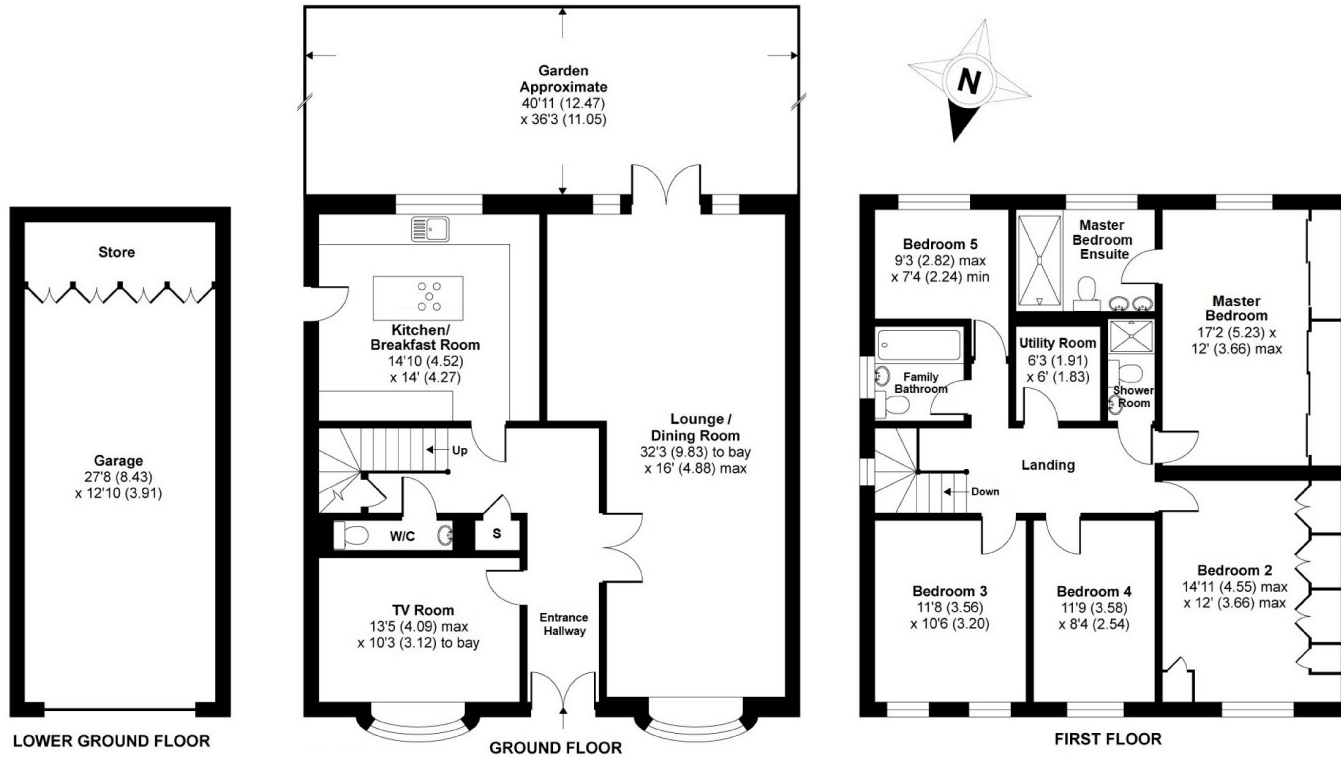 Garden
Approximate
40'11 (12.47)
x 36'3 (11.05)
N
Store
Garage
27'8 (8.43)
x 12'10 (3.91)
LOWER GROUND FLOOR
Kitchen/
Breakfast Room
14'10 (4.52)
x 14' (4.27)
Lounge /
Dining Room
32'3 (9.83) to bay
x 16' (4.88) max
Up
W/C
S
TV Room
13'5 (4.09) max
x 10'3 (3.12) to bay
Entrance
Hallway
GROUND FLOOR
Bedroom 5
9'3 (2.82) max
x 7'4 (2.24) min
Master
Bedroom
Ensuite
Master
Bedroom
17'2 (5.23) x
12' (3.66) max
Family
Bathroom
Utility Room
6'3 (1.91)
x 6' (1.83)
Shower
Room
Landing
Down
Bedroom 3
11'8 (3.56)
x 10'6 (3.20)
Bedroom 4
11'9 (3.58)
x 8'4 (2.54)
Bedroom 2
14'11 (4.55) max
x 12' (3.66) max
FIRST FLOOR